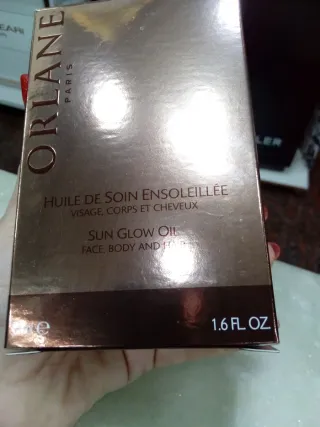 ORLANE
PARIS
HUILE DE SOIN ENSOLEILLÉE
VISAGE, CORPS ET CHEVEUX
SUN GLOW OIL
FACE, BODY AND HAIR
1.6 FL. OZ.